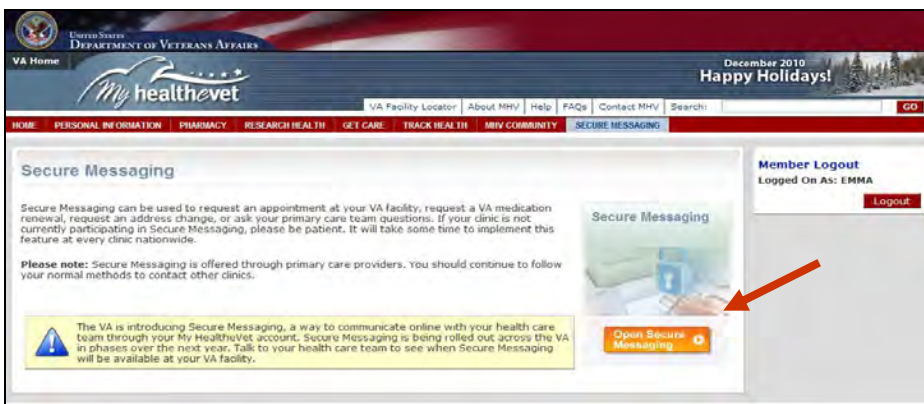 United States
Department of Veterans Affairs
VA Home
My healthevet
December 2010
Happy Holidays!
VA Facility Locator About MHV Help FAQs Contact MHV Search: GO
HOME PERSONAL INFORMATION PHARMACY RESEARCH HEALTH GET CARE TRACK HEALTH MHV COMMUNITY SECURE MESSAGING
Secure Messaging
Secure Messaging can be used to request an appointment at your VA facility, request a VA medication
renewal, request an address change, or ask your primary care team questions. If your clinic is not
currently participating in Secure Messaging, please be patient. It will take some time to implement this
feature at every clinic nationwide.
Please note: Secure Messaging is offered through primary care providers. You should continue to follow
your normal methods to contact other clinics.
The VA is introducing Secure Messaging, a way to communicate online with your health care
team through your My HealtheVet account. Secure Messaging is being rolled out across the VA
in phases over the next year. Talk to your health care team to see when Secure Messaging
will be available at your VA facility.
Secure Messaging
Open Secure
Messaging
Member Logout
Logged On As: EMMA
Logout